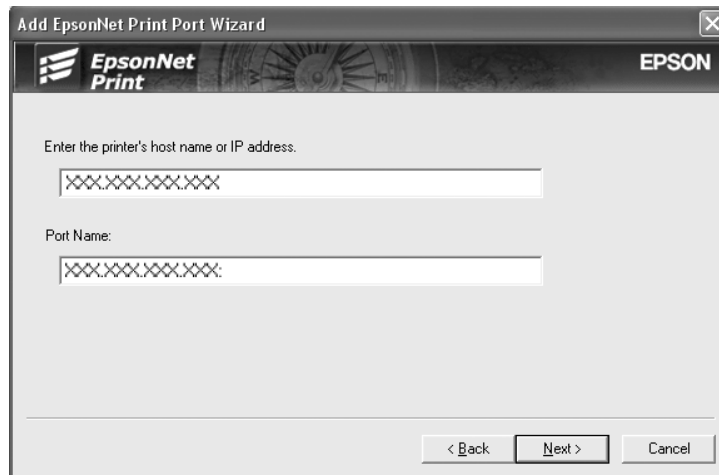 Add EpsonNet Print Port Wizard
EpsonNet
Print
EPSON
Enter the printer's host name or IP address.
XXX.XXX.XXX.XXX
Port Name:
XXX.XXX.XXX.XXX:
< Back
Next >
Cancel